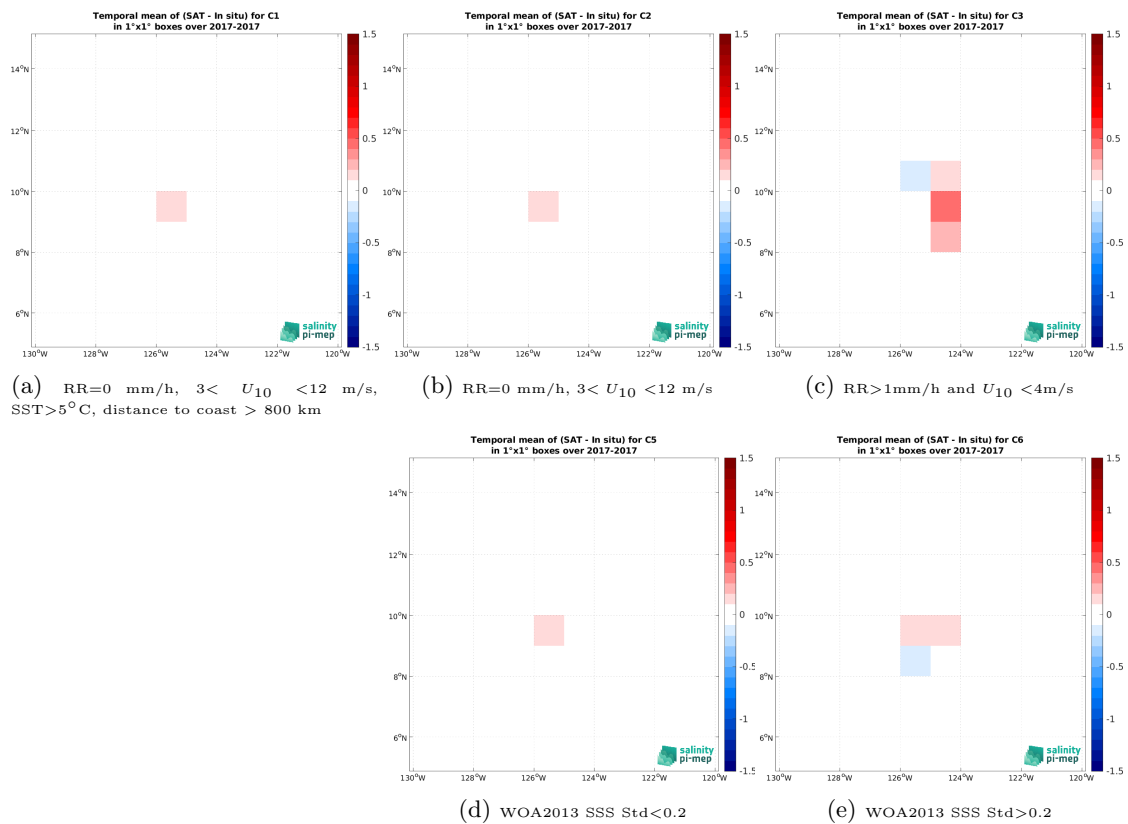 Temporal mean of (SAT - In situ) for C1
in 1°x1° boxes over 2017-2017
14°N
12°N
10°N
8°N
6°N
130°W 128°W 126°W 124°W 122°W 120°W
1.5
1
0.5
0
-0.5
-1
-1.5
salinity
pi-mep
(a) RR=0 mm/h, 3< U10 <12 m/s,
SST>5°C, distance to coast > 800 km
Temporal mean of (SAT - In situ) for C2
in 1°x1° boxes over 2017-2017
14°N
12°N
10°N
8°N
6°N
130°W 128°W 126°W 124°W 122°W 120°W
1.5
1
0.5
0
-0.5
-1
-1.5
salinity
pi-mep
(b) RR=0 mm/h, 3< U10 <12 m/s
Temporal mean of (SAT - In situ) for C3
in 1°x1° boxes over 2017-2017
14°N
12°N
10°N
8°N
6°N
130°W 128°W 126°W 124°W 122°W 120°W
1.5
1
0.5
0
-0.5
-1
-1.5
salinity
pi-mep
(c) RR>1mm/h and U10 <4m/s
Temporal mean of (SAT - In situ) for C5
in 1°x1° boxes over 2017-2017
14°N
12°N
10°N
8°N
6°N
130°W 128°W 126°W 124°W 122°W 120°W
1.5
1
0.5
0
-0.5
-1
-1.5
salinity
pi-mep
(d) WOA2013 SSS Std<0.2
Temporal mean of (SAT - In situ) for C6
in 1°x1° boxes over 2017-2017
14°N
12°N
10°N
8°N
6°N
130°W 128°W 126°W 124°W 122°W 120°W
1.5
1
0.5
0
-0.5
-1
-1.5
salinity
pi-mep
(e) WOA2013 SSS Std>0.2